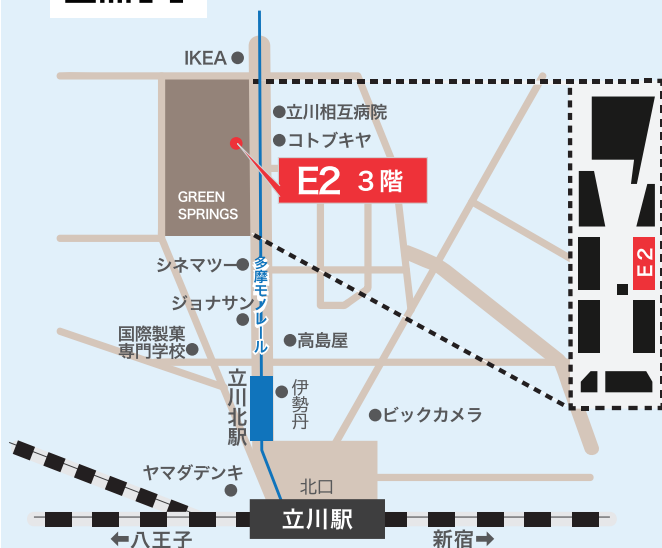 IKEA
立川相互病院
コトブキヤ
E2 3階
GREEN
SPRINGS
E2
シネマツー
多摩モノレール
ジョナサン
国際製菓
専門学校
高島屋
立川北駅
伊勢丹
ビックカメラ
ヤマダデンキ
北口
立川駅
←八王子
新宿→